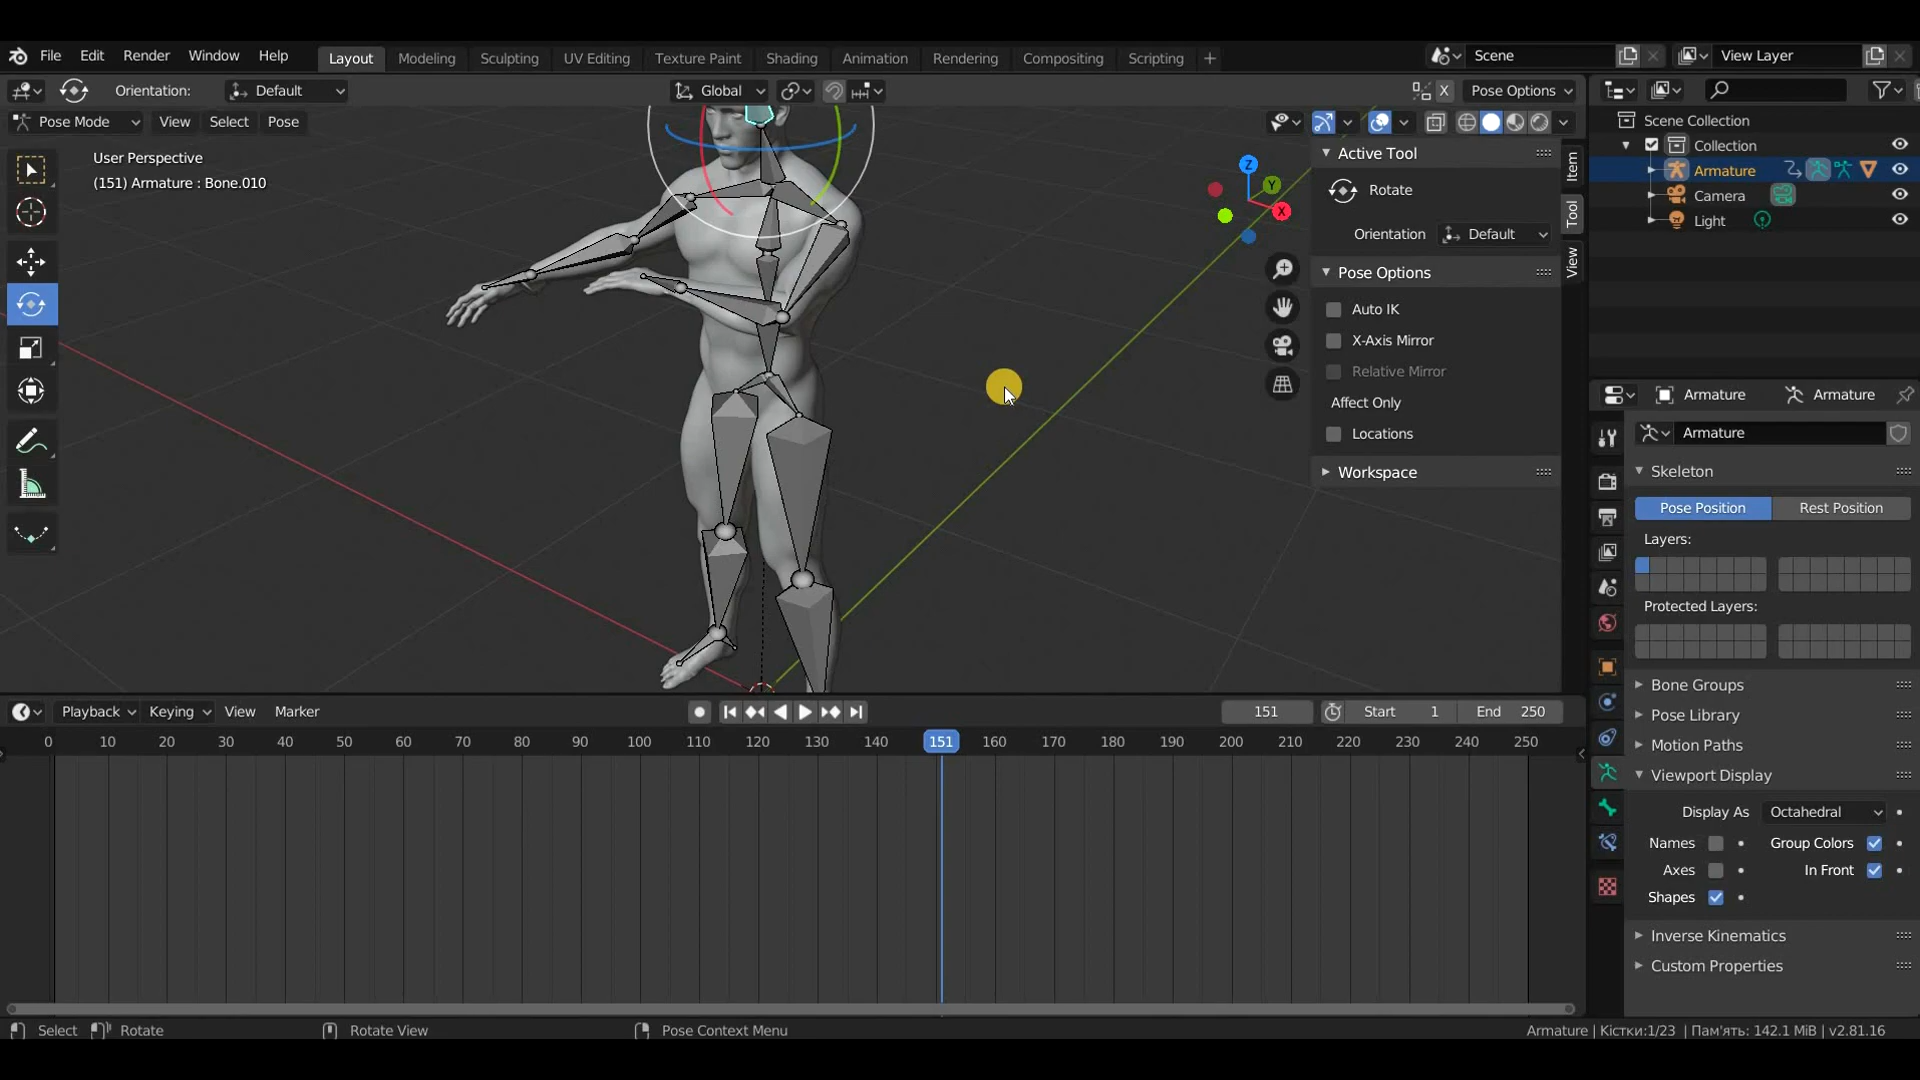 File Edit Render Window Help Layout Modeling Sculpting UV Editing Texture Paint Shading Animation Rendering Compositing Scripting + Scene View Layer
Orientation: Default Global X Pose Options
Pose Mode View Select Pose
User Perspective
(151) Armature : Bone.010
Z
Y
X
Active Tool
Rotate
Orientation Default
Pose Options
Auto IK
X-Axis Mirror
Relative Mirror
Affect Only
Locations
Workspace
Item
Tool
View
Scene Collection
Collection
Armature
Camera
Light
Armature Armature
Armature
Skeleton
Pose Position Rest Position
Layers:
Protected Layers:
Bone Groups
Pose Library
Motion Paths
Viewport Display
Display As Octahedral
Names Group Colors
Axes In Front
Shapes
Inverse Kinematics
Custom Properties
Playback Keying View Marker 151 Start 1 End 250
0 10 20 30 40 50 60 70 80 90 100 110 120 130 140 151 160 170 180 190 200 210 220 230 240 250
Select Rotate Rotate View Pose Context Menu Armature | Кістки:1/23 | Пам'ять: 142.1 MiB | v2.81.16